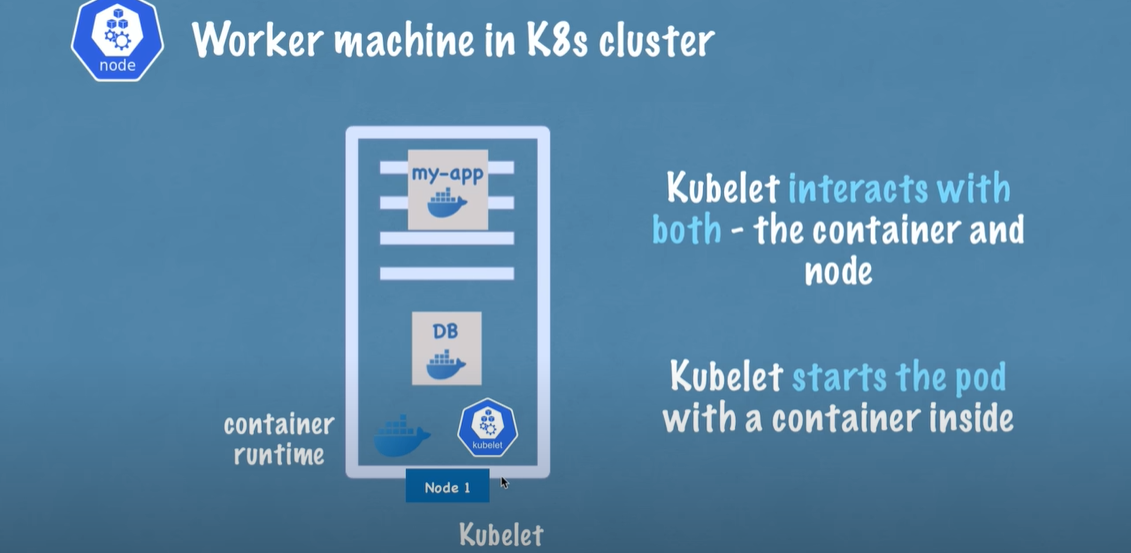 node
Worker machine in K8s cluster
my-app
DB
container
runtime
kubelet
Node 1
Kubelet
Kubelet interacts with
both - the container and
node
Kubelet starts the pod
with a container inside